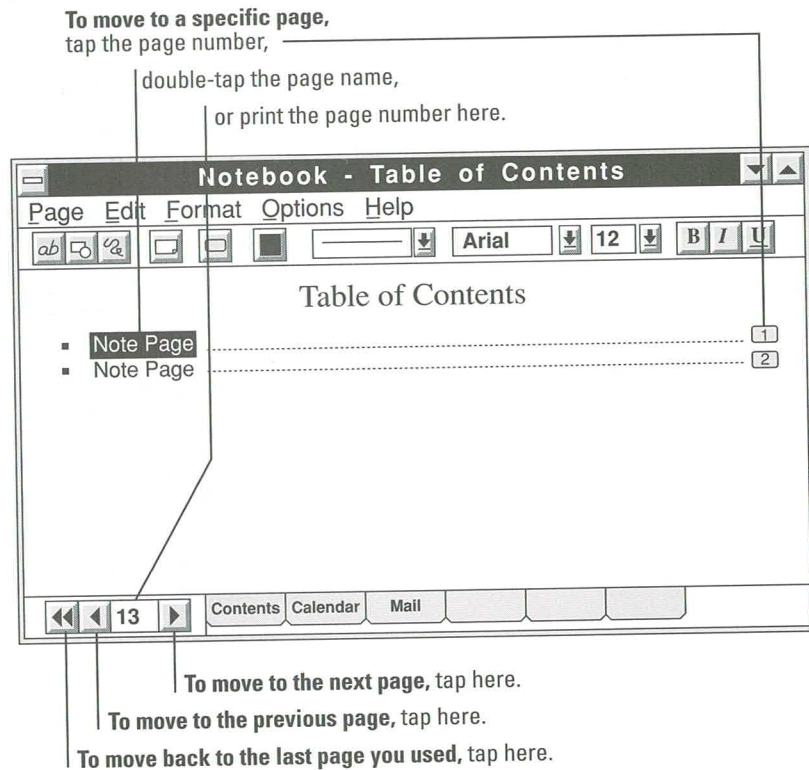 To move to a specific page,
tap the page number,
double-tap the page name,
or print the page number here.
Notebook - Table of Contents
Page Edit Format Options Help
ab Arial 12 B I U
Table of Contents
▪ Note Page 1
▪ Note Page 2
13 Contents Calendar Mail
To move to the next page, tap here.
To move to the previous page, tap here.
To move back to the last page you used, tap here.